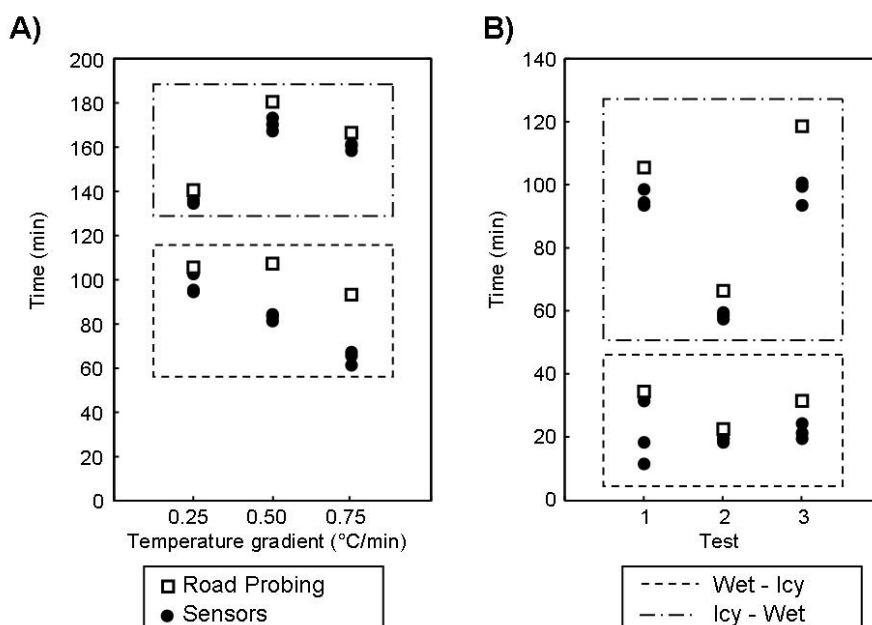 A)
200
180
160
140
120
100
80
60
40
20
0
Time (min)
0.25 0.50 0.75
Temperature gradient (°C/min)
Road Probing
Sensors
B)
140
120
100
80
60
40
20
0
Time (min)
1 2 3
Test
Wet - Icy
Icy - Wet